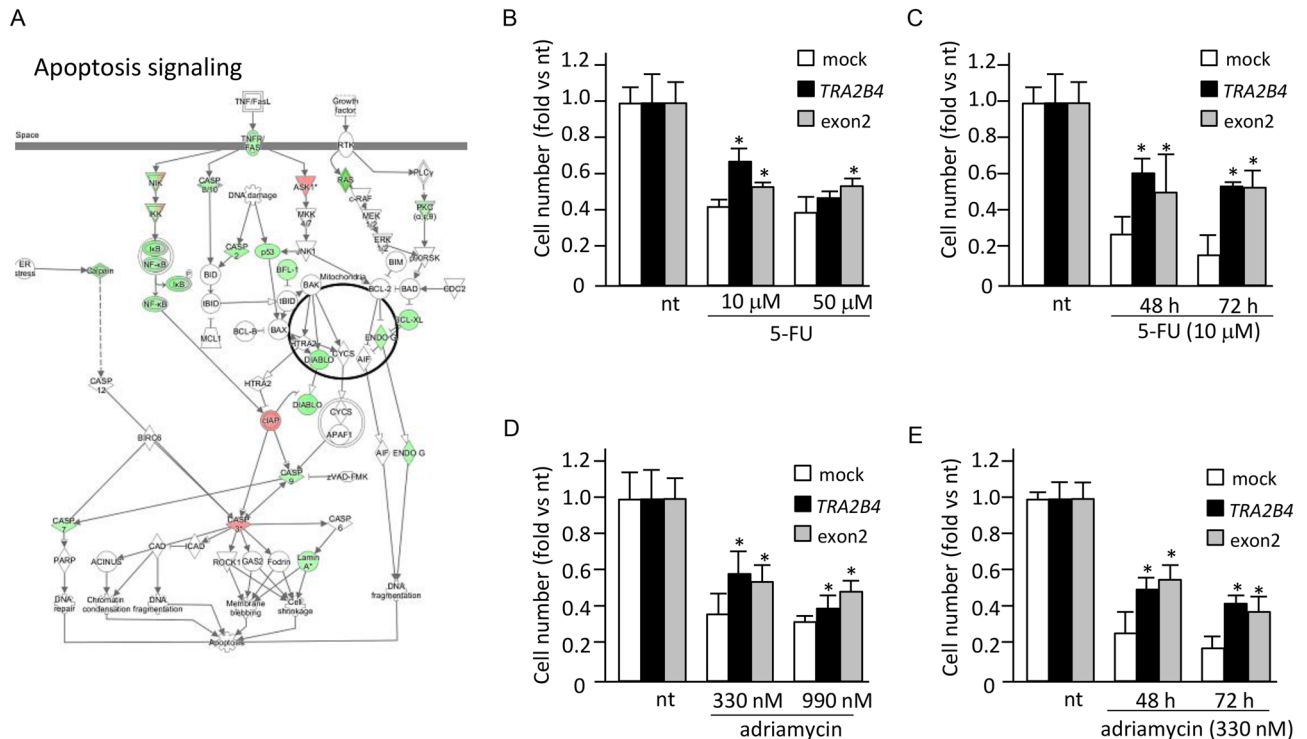 A
Apoptosis signaling
TNF/FasL
Growth
factor
Space
TNFR/
FAS
RTK
NIK
CASP
8/10
DNA damage
ASK1*
RAS
PLCγ
c-RAF
IKK
MKK
4/7
MEK
1/2
PKC
(α,ε,θ)
IκB
NF-κB
CASP
2
p53
JNK1
ERK
1/2
p90RSK
ER
stress
Calpain
P
IκB
BID
BFL-1
BIM
Mitochondria
NF-κB
tBID
tBID
BAK
BCL-2
BAD
CDC2
MCL1
BCL-B
BAX
BCL-XL
HTRA2
CYCS
ENDO G
AIF
DIABLO
CASP
12
HTRA2
DIABLO
cIAP
CYCS
APAF1
BIRC6
AIF
ENDO G
CASP
9
zVAD-FMK
CASP
7
CASP
3*
CASP
6
PARP
ACINUS
CAD
ICAD
ROCK1
GAS2
Fodrin
Lamin
A*
DNA
repair
Chromatin
condensation
DNA
fragmentation
Membrane
blebbing
Cell
shrinkage
DNA
fragmentation
Apoptosis
B
Cell number (fold vs nt)
1.2
1.0
0.8
0.6
0.4
0.2
0
mock
TRA2B4
exon2
* * *
nt 10 μM 50 μM
5-FU
C
Cell number (fold vs nt)
1.2
1.0
0.8
0.6
0.4
0.2
0
mock
TRA2B4
exon2
* * * *
nt 48 h 72 h
5-FU (10 μM)
D
Cell number (fold vs nt)
1.2
1.0
0.8
0.6
0.4
0.2
0
mock
TRA2B4
exon2
* * * *
nt 330 nM 990 nM
adriamycin
E
Cell number (fold vs nt)
1.2
1.0
0.8
0.6
0.4
0.2
0
mock
TRA2B4
exon2
* * * *
nt 48 h 72 h
adriamycin (330 nM)